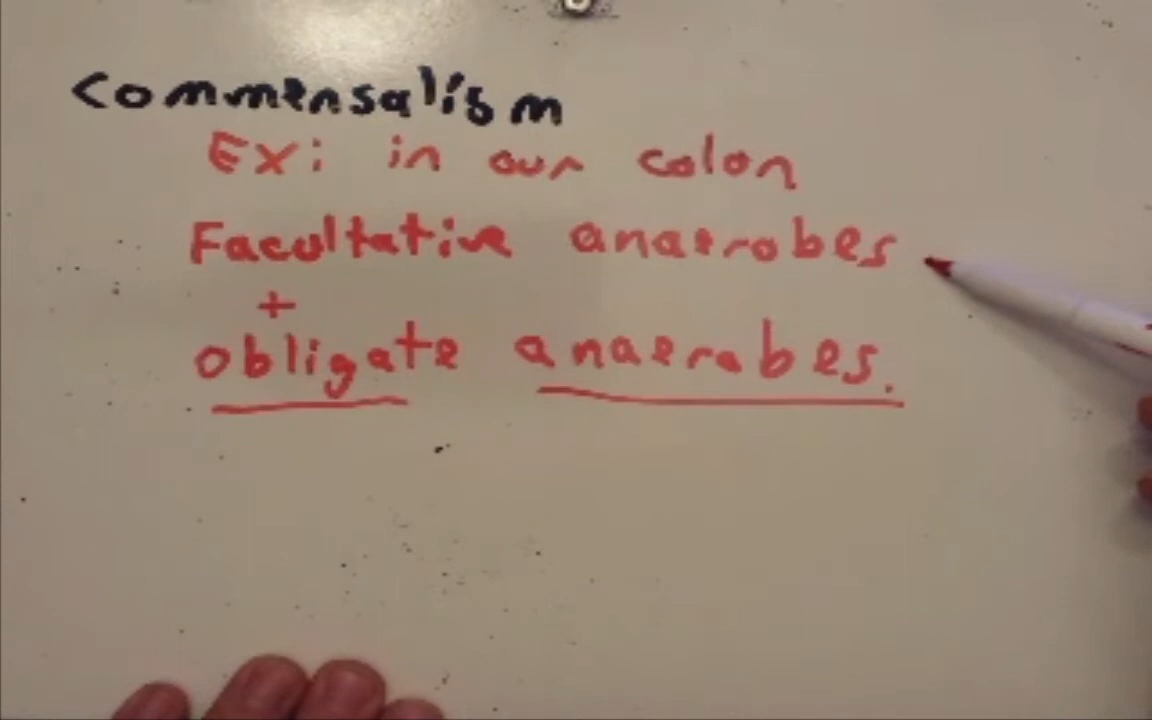 Commensalism
Ex: in our colon
Facultative anaerobes
+
obligate anaerobes.